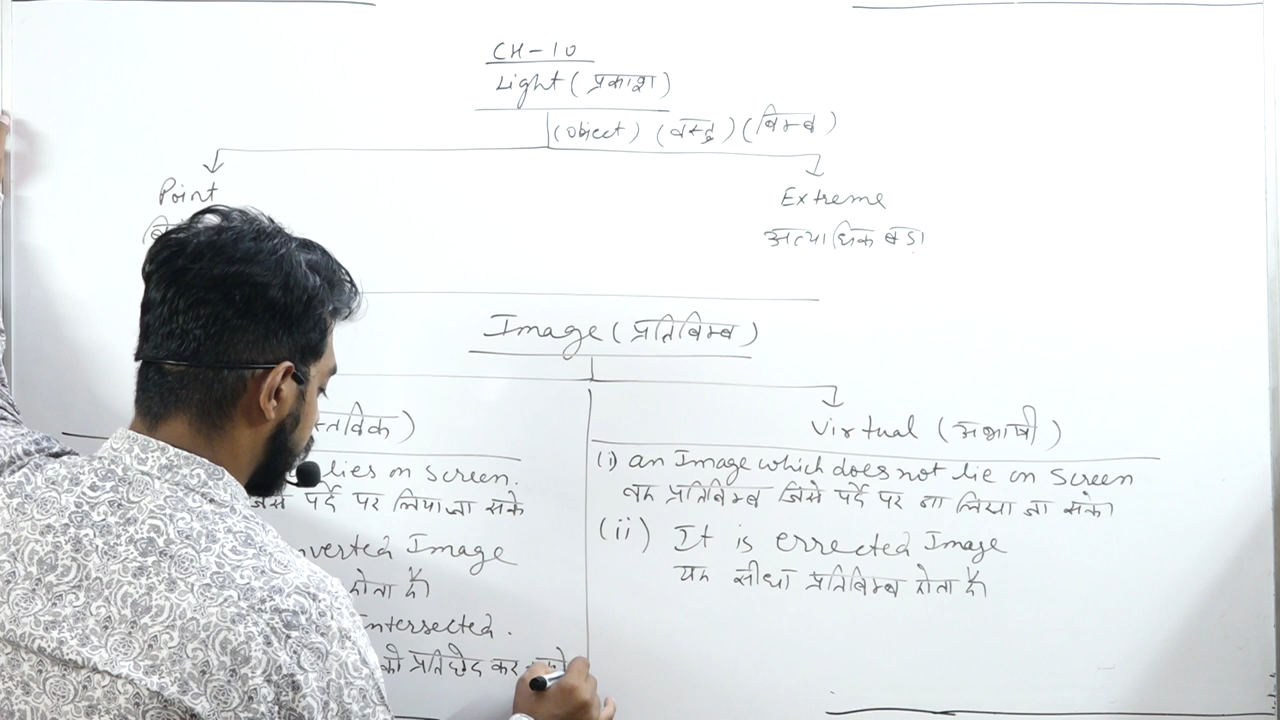 CH-10
Light (प्रकाश)
(Object) (वस्तु) (बिम्ब)
Point
Extreme
अत्याधिक बड़ा
Image (प्रतिबिम्ब)
Virtual (आभाषी)
lies on screen.
पर्दे पर लिया जा सके
nverted Image
होता है
Intersected.
को प्रतिछेद कर
(i) an Image which does not lie on screen
वह प्रतिबिम्ब जिसे पर्दे पर ना लिया जा सके।
(ii) It is errected Image
यह सीधा प्रतिबिम्ब होता है